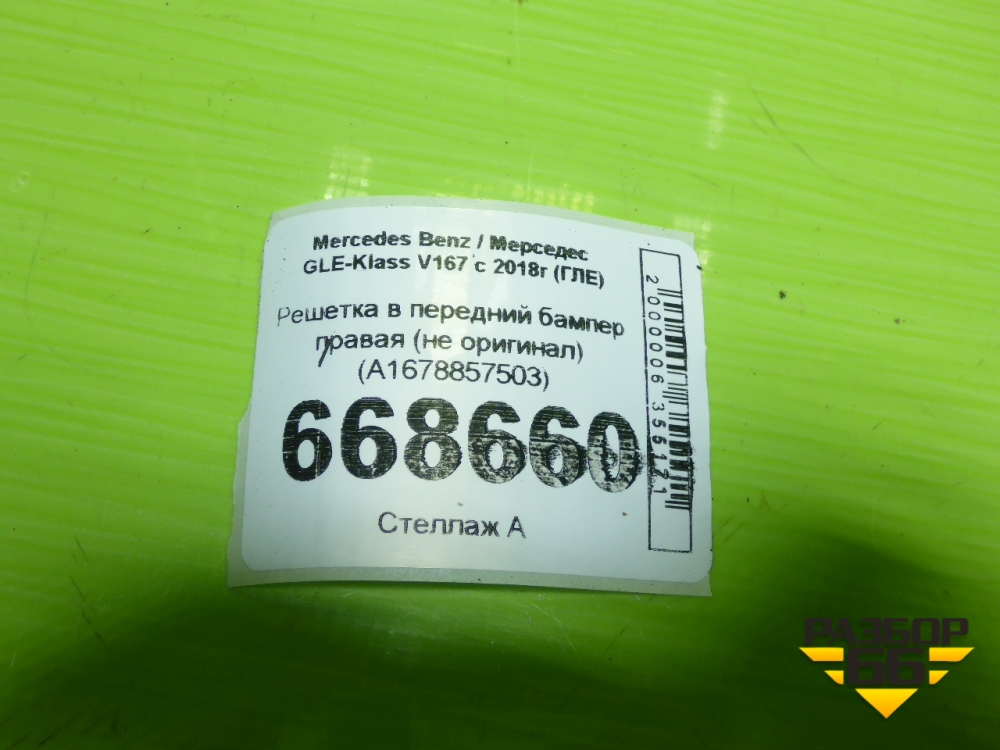 Mercedes Benz / Мерседес
GLE-Klass V167 с 2018г (ГЛЕ)
Решетка в передний бампер
правая (не оригинал)
(A1678857503)
668660
Стеллаж А
2000006356121
РАЗБОР
66